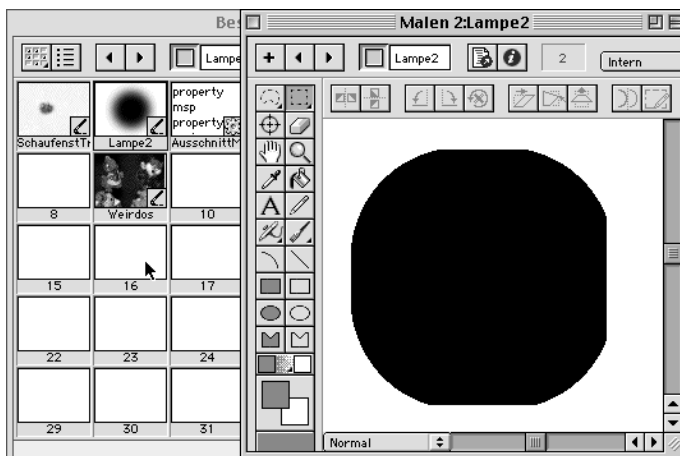 Bes
Lampe
property
msp
property
SchaufenstTr
Lampe2
AusschnittM
8
Weirdos
10
15
16
17
22
23
24
29
30
31
Malen 2:Lampe2
Lampe2
2
Intern
A
Normal